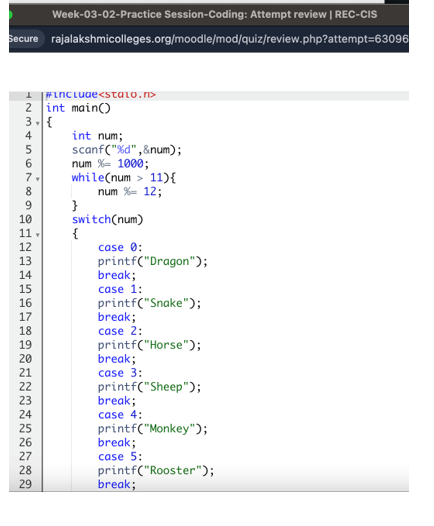 Week-03-02-Practice Session-Coding: Attempt review | REC-CIS
Secure rajalakshmicolleges.org/moodle/mod/quiz/review.php?attempt=63096
1 #include<stdio.h>
2 int main()
3 {
4 int num;
5 scanf("%d",&num);
6 num %= 1000;
7 while(num > 11){
8 num %= 12;
9 }
10 switch(num)
11 {
12 case 0:
13 printf("Dragon");
14 break;
15 case 1:
16 printf("Snake");
17 break;
18 case 2:
19 printf("Horse");
20 break;
21 case 3:
22 printf("Sheep");
23 break;
24 case 4:
25 printf("Monkey");
26 break;
27 case 5:
28 printf("Rooster");
29 break;